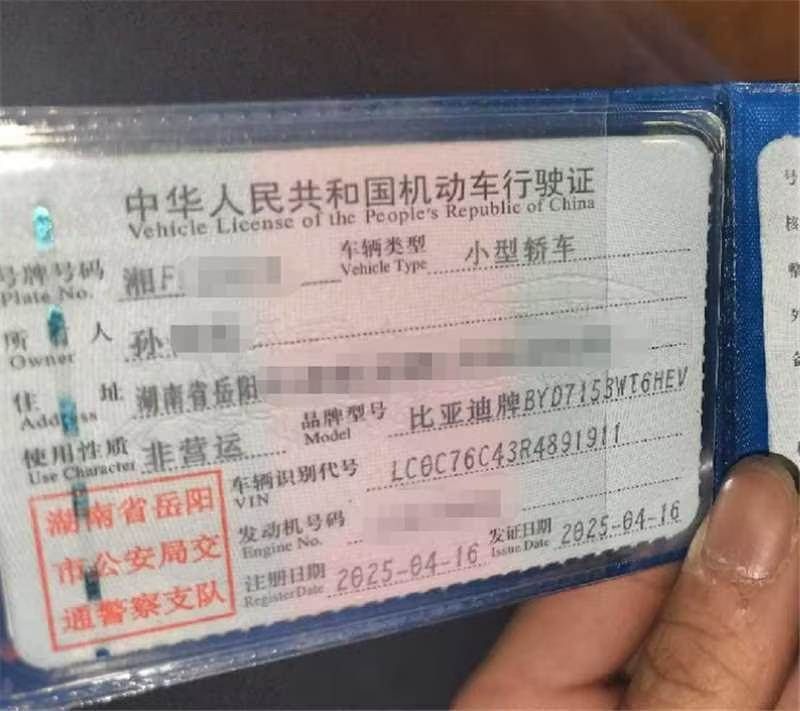 中华人民共和国机动车行驶证
Vehicle License of the People's Republic of China
号牌号码 湘F 车辆类型 小型轿车
Plate No. Vehicle Type
所有人 孙
Owner
住址 湖南省岳阳
Address
使用性质 非营运 品牌型号 比亚迪牌BYD7153WT6HEV
Use Character Model
车辆识别代号 LC0C76C43R4891911
VIN
湖南省岳阳
市公安局交
通警察支队
发动机号码
Engine No.
注册日期 2025-04-16 发证日期 2025-04-16
Register Date Issue Date
号
核
整
外
备